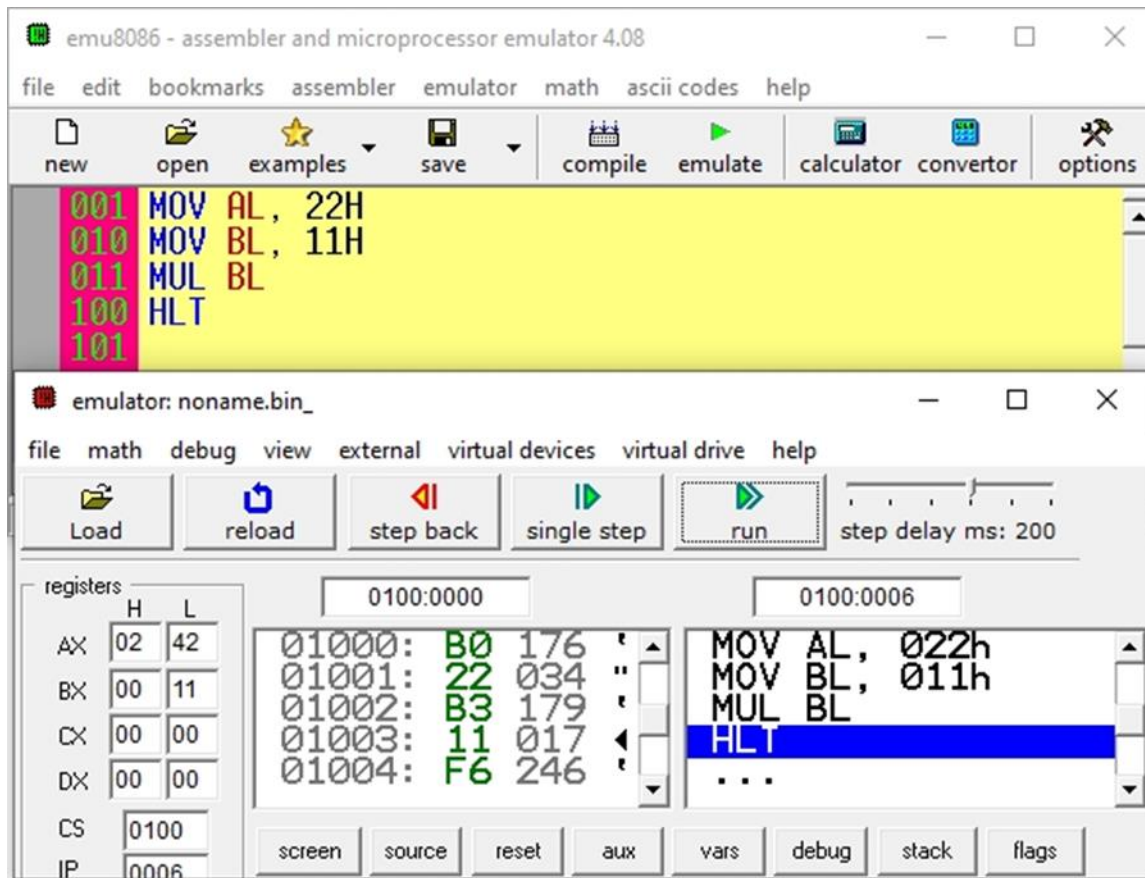 emu8086 - assembler and microprocessor emulator 4.08
file edit bookmarks assembler emulator math ascii codes help
new open examples save compile emulate calculator convertor options
001 MOV AL, 22H
010 MOV BL, 11H
011 MUL BL
100 HLT
101
emulator: noname.bin_
file math debug view external virtual devices virtual drive help
Load reload step back single step run step delay ms: 200
registers
H L
AX 02 42
BX 00 11
CX 00 00
DX 00 00
CS 0100
IP 0006
0100:0000
01000: B0 176 '
01001: 22 034 "
01002: B3 179 '
01003: 11 017 ◄
01004: F6 246 '
0100:0006
MOV AL, 022h
MOV BL, 011h
MUL BL
HLT
...
screen source reset aux vars debug stack flags